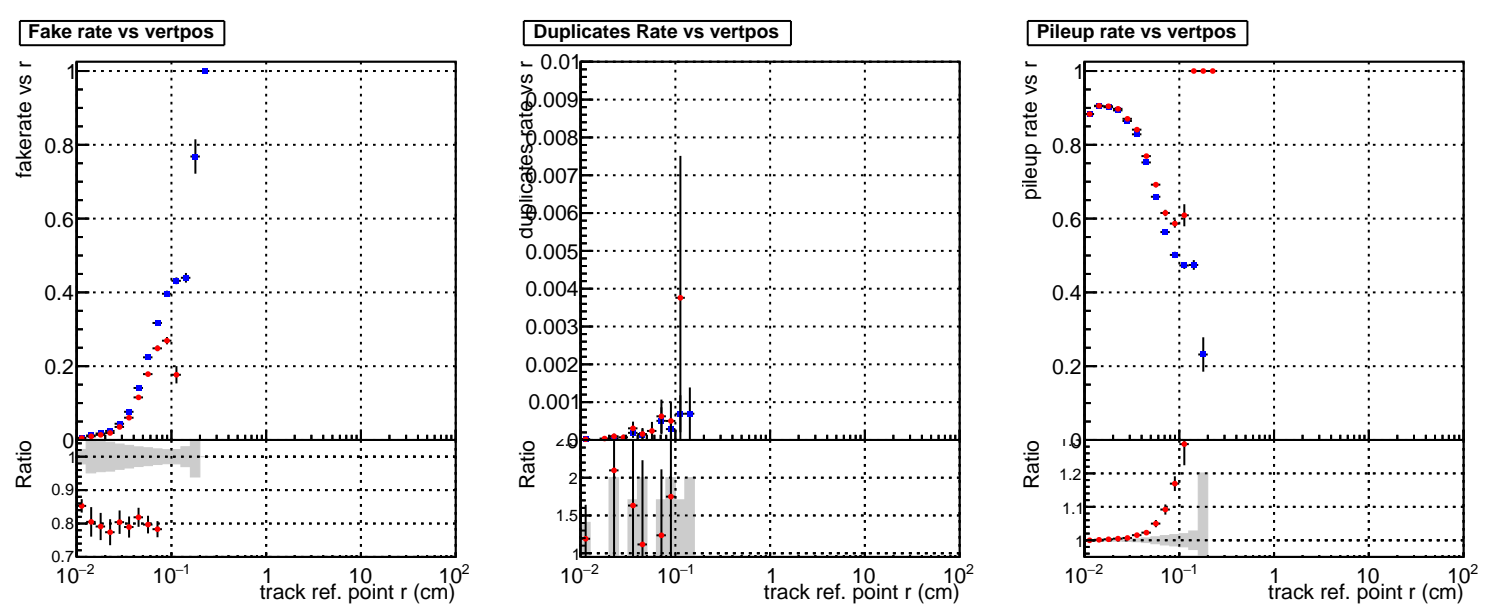 Fake rate vs vertpos
fakerate vs r
1
0.8
0.6
0.4
0.2
0
Ratio
1
0.9
0.8
0.7
10⁻² 10⁻¹ 1 10 10²
track ref. point r (cm)
Duplicates Rate vs vertpos
duplicates rate vs r
0.01
0.009
0.008
0.007
0.006
0.005
0.004
0.003
0.002
0.001
0
Ratio
2
1.5
1
10⁻² 10⁻¹ 1 10 10²
track ref. point r (cm)
Pileup rate vs vertpos
pileup rate vs r
1
0.8
0.6
0.4
0.2
0
Ratio
1.2
1.1
1
10⁻² 10⁻¹ 1 10 10²
track ref. point r (cm)